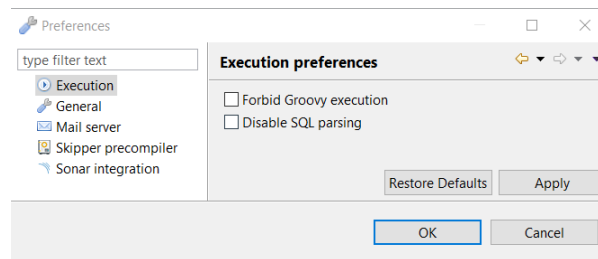 Preferences
type filter text
Execution
General
Mail server
Skipper precompiler
Sonar integration
Execution preferences
Forbid Groovy execution
Disable SQL parsing
Restore Defaults
Apply
OK
Cancel